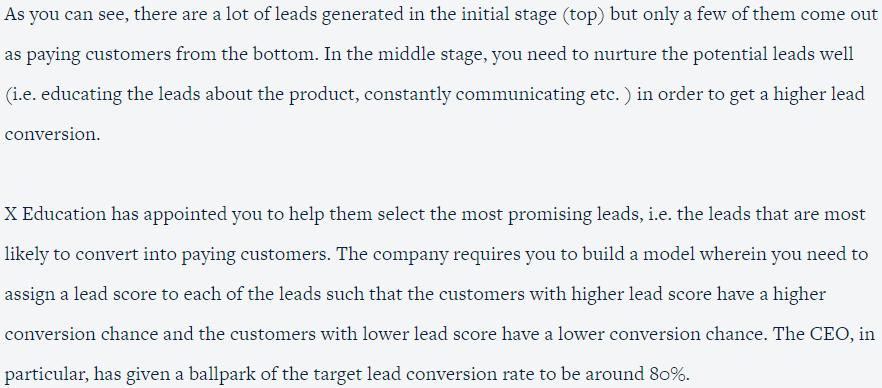 As you can see, there are a lot of leads generated in the initial stage (top) but only a few of them come out
as paying customers from the bottom. In the middle stage, you need to nurture the potential leads well
(i.e. educating the leads about the product, constantly communicating etc. ) in order to get a higher lead
conversion.
X Education has appointed you to help them select the most promising leads, i.e. the leads that are most
likely to convert into paying customers. The company requires you to build a model wherein you need to
assign a lead score to each of the leads such that the customers with higher lead score have a higher
conversion chance and the customers with lower lead score have a lower conversion chance. The CEO, in
particular, has given a ballpark of the target lead conversion rate to be around 80%.